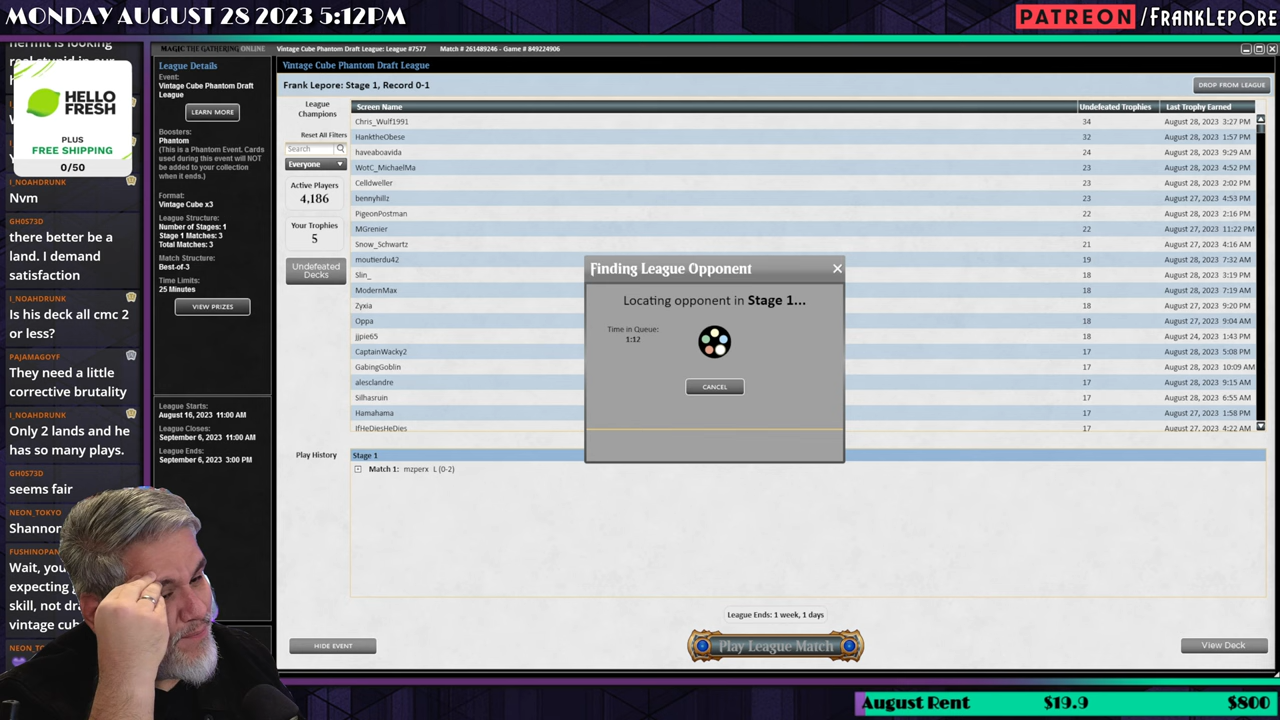 MONDAY AUGUST 28 2023 5:12PM
PATREON /FRANKLEPORE
HELLO
FRESH
PLUS
FREE SHIPPING
0/50
I_NOAHDRUNK
Nvm
GH0S73D
there better be a
land. I demand
satisfaction
I_NOAHDRUNK
Is his deck all cmc 2
or less?
PAJAMAGOYF
They need a little
corrective brutality
I_NOAHDRUNK
Only 2 lands and he
has so many plays.
GH0S73D
seems fair
NEON_TOKYO
Shannon
FUSHINOPAN
Wait, you
expecting
skill, not
vintage cub
NEON_T
MAGIC THE GATHERING ONLINE
Vintage Cube Phantom Draft League: League #7577 Match # 261489246 - Game # 849224906
League Details
Event:
Vintage Cube Phantom Draft
League
LEARN MORE
Boosters:
Phantom
(This is a Phantom Event. Cards
used during this event will NOT
be added to your collection
when it ends.)
Format:
Vintage Cube x3
League Structure:
Number of Stages: 1
Stage 1 Matches: 3
Total Matches: 3
Match Structure:
Best-of-3
Time Limits:
25 Minutes
VIEW PRIZES
League Starts:
August 16, 2023 11:00 AM
League Closes:
September 6, 2023 11:00 AM
League Ends:
September 6, 2023 3:00 PM
Vintage Cube Phantom Draft League
Frank Lepore: Stage 1, Record 0-1
DROP FROM LEAGUE
League
Champions
Reset All Filters
Search
Everyone
Active Players
4,186
Your Trophies
5
Undefeated
Decks
Screen Name Undefeated Trophies Last Trophy Earned
Chris_Wulf1991 34 August 28, 2023 3:27 PM
HanktheObese 32 August 28, 2023 1:57 PM
haveaboavida 24 August 28, 2023 9:29 AM
WotC_MichaelMa 23 August 28, 2023 4:52 PM
Celldweller 23 August 28, 2023 2:02 PM
bennyhillz 23 August 27, 2023 4:53 PM
PigeonPostman 22 August 28, 2023 2:16 PM
MGrenier 22 August 27, 2023 11:22 PM
Snow_Schwartz 21 August 27, 2023 4:16 AM
moutierdu42 19 August 28, 2023 7:32 AM
Slin_ 18 August 28, 2023 3:19 PM
ModernMax 18 August 28, 2023 7:19 AM
Zyxia 18 August 27, 2023 9:20 PM
Oppa 18 August 27, 2023 9:04 AM
jjpie65 18 August 24, 2023 1:43 PM
CaptainWacky2 17 August 28, 2023 5:08 PM
GabingGoblin 17 August 28, 2023 10:09 AM
alesclandre 17 August 28, 2023 9:15 AM
Silhasruin 17 August 28, 2023 6:55 AM
Hamahama 17 August 27, 2023 1:58 PM
IfHeDiesHeDies 17 August 27, 2023 4:22 AM
Finding League Opponent
Locating opponent in Stage 1...
Time in Queue:
1:12
CANCEL
Play History
Stage 1
Match 1: mzperx L (0-2)
League Ends: 1 week, 1 days
HIDE EVENT
Play League Match
View Deck
August Rent $19.9 $800